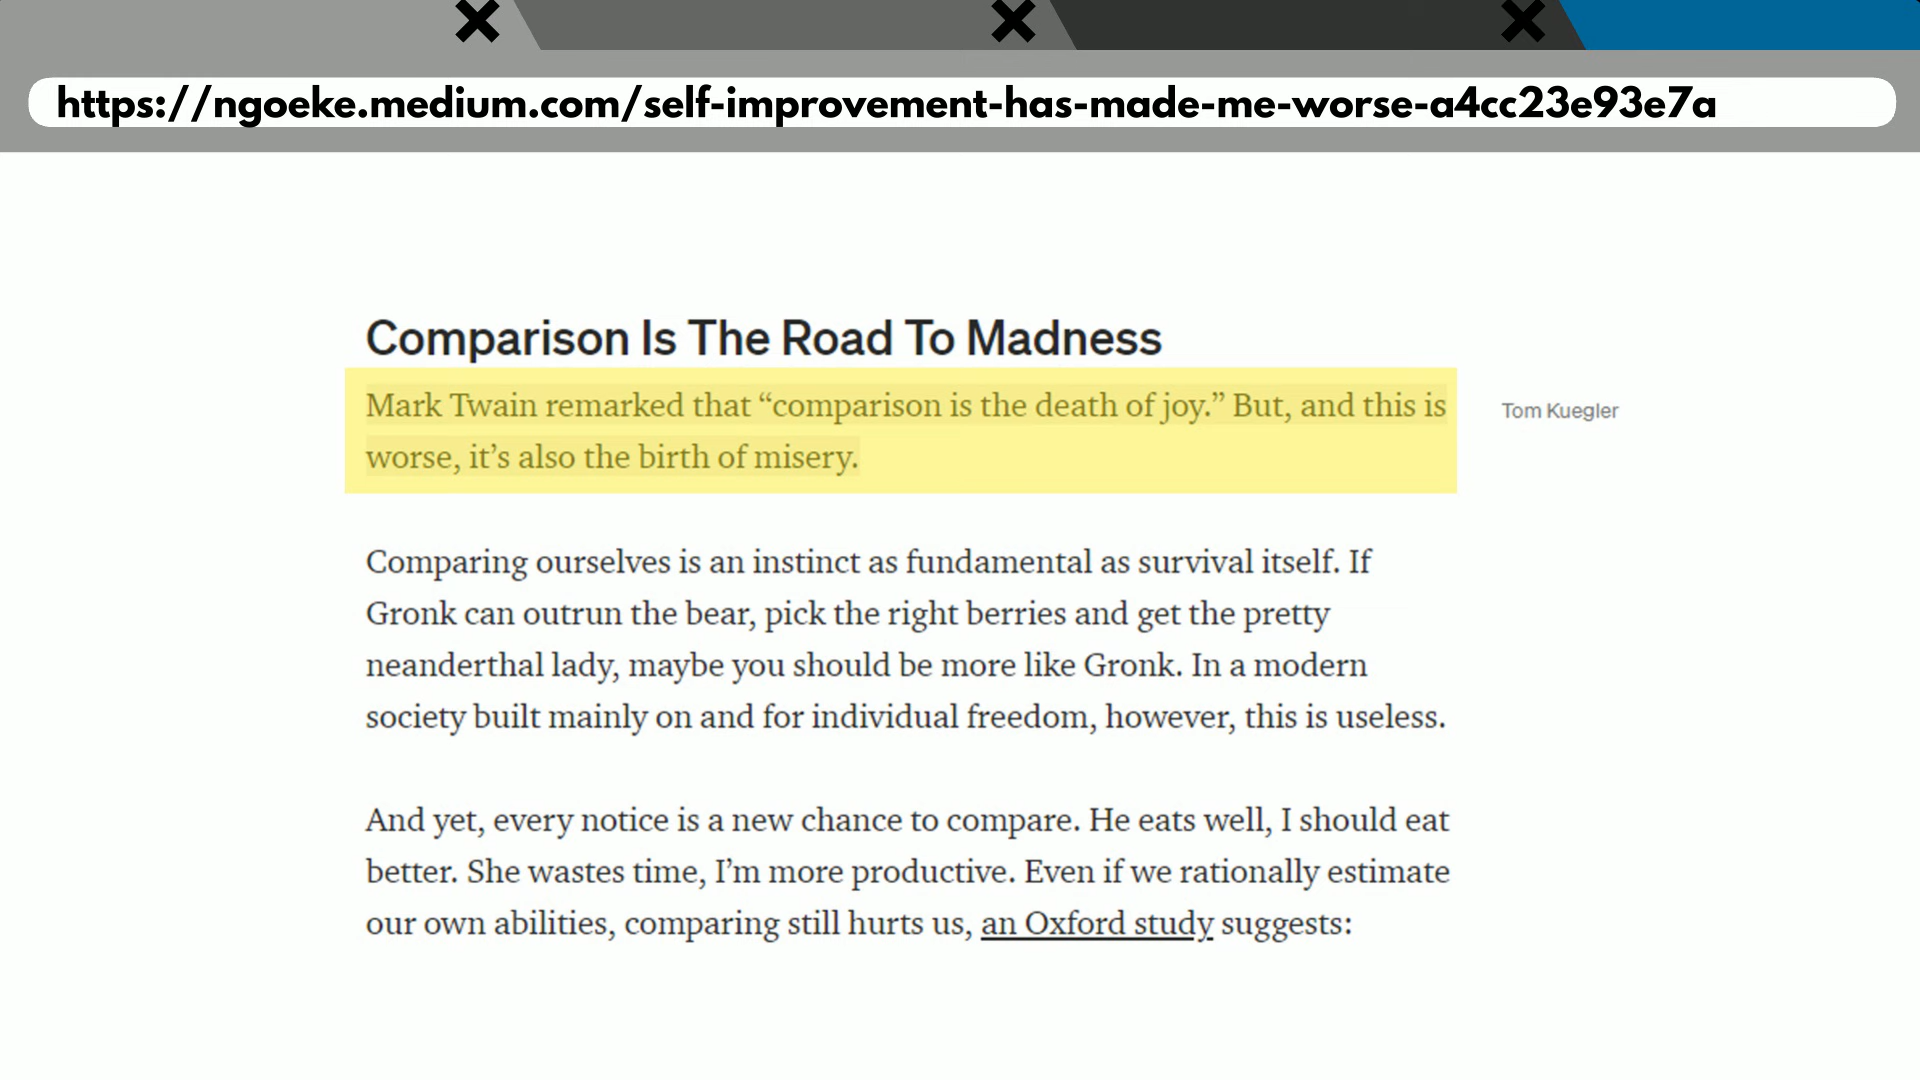 https://ngoeke.medium.com/self-improvement-has-made-me-worse-a4cc23e93e7a
Comparison Is The Road To Madness
Mark Twain remarked that “comparison is the death of joy.” But, and this is
worse, it’s also the birth of misery.
Tom Kuegler
Comparing ourselves is an instinct as fundamental as survival itself. If
Gronk can outrun the bear, pick the right berries and get the pretty
neanderthal lady, maybe you should be more like Gronk. In a modern
society built mainly on and for individual freedom, however, this is useless.
And yet, every notice is a new chance to compare. He eats well, I should eat
better. She wastes time, I’m more productive. Even if we rationally estimate
our own abilities, comparing still hurts us, an Oxford study suggests: